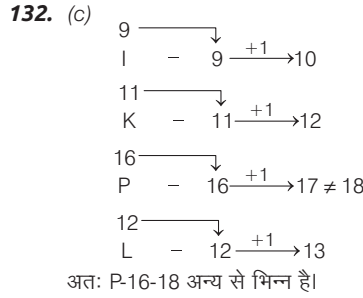 132. (c)
9
I – 9 +1 10
11
K – 11 +1 12
16
P – 16 +1 17 ≠ 18
12
L – 12 +1 13
अतः P-16-18 अन्य से भिन्न है।